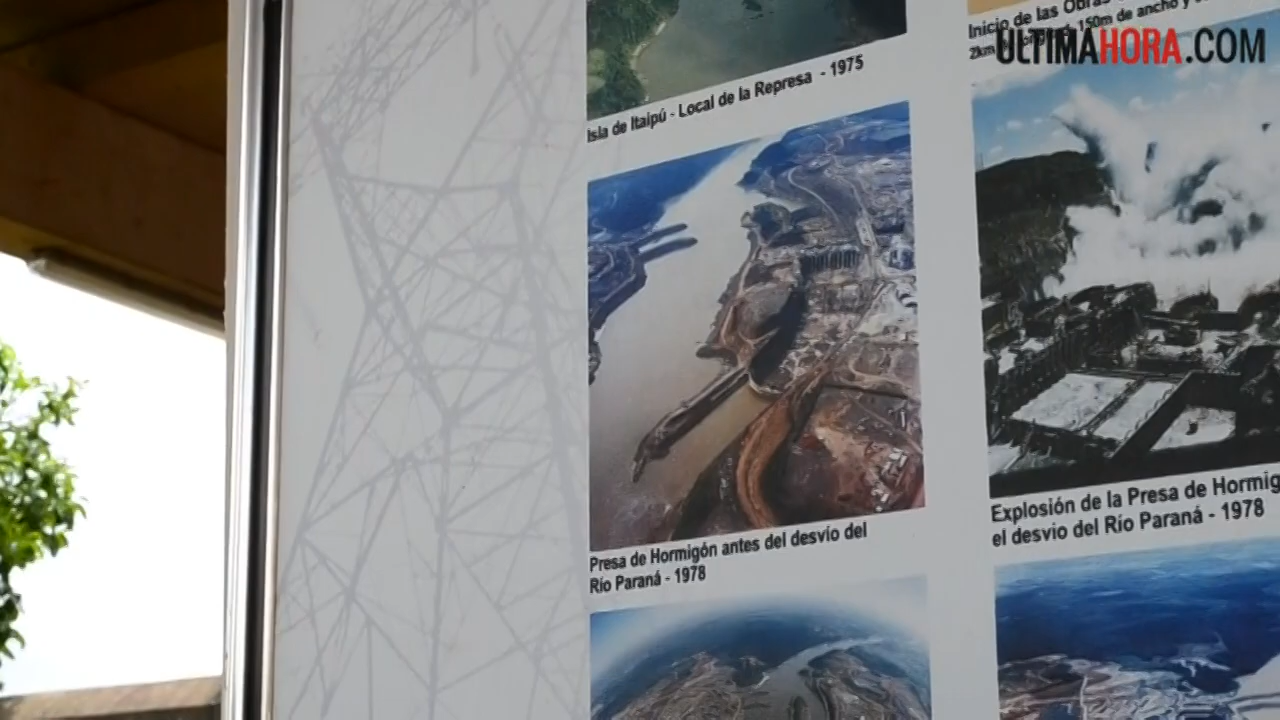 Isla de Itaipú - Local de la Represa - 1975
Inicio de las Obras
2km 150m de ancho y
ULTIMAHORA.COM
Presa de Hormigón antes del desvío del
Río Paraná - 1978
Explosión de la Presa de Hormig
el desvio del Río Paraná - 1978